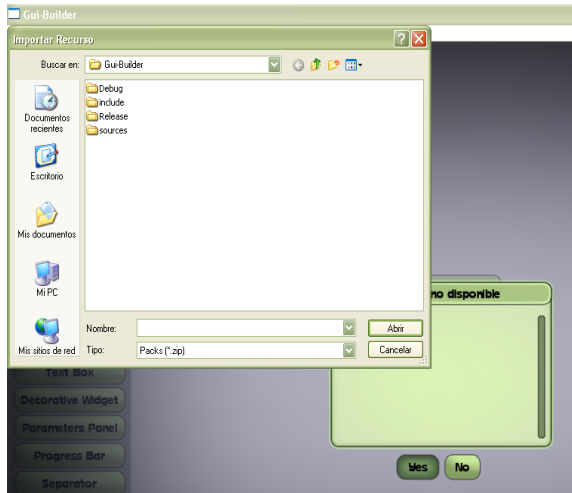 Gui-Builder
Importar Recurso
Buscar en:
Gui-Builder
Debug
include
Release
sources
Documentos
recientes
Escritorio
Mis documentos
Mi PC
Mis sitios de red
Nombre:
Abrir
Tipo:
Packs (*.zip)
Cancelar
no disponible
Text Box
Decorative Widget
Parameters Panel
Progress Bar
Separator
Yes
No